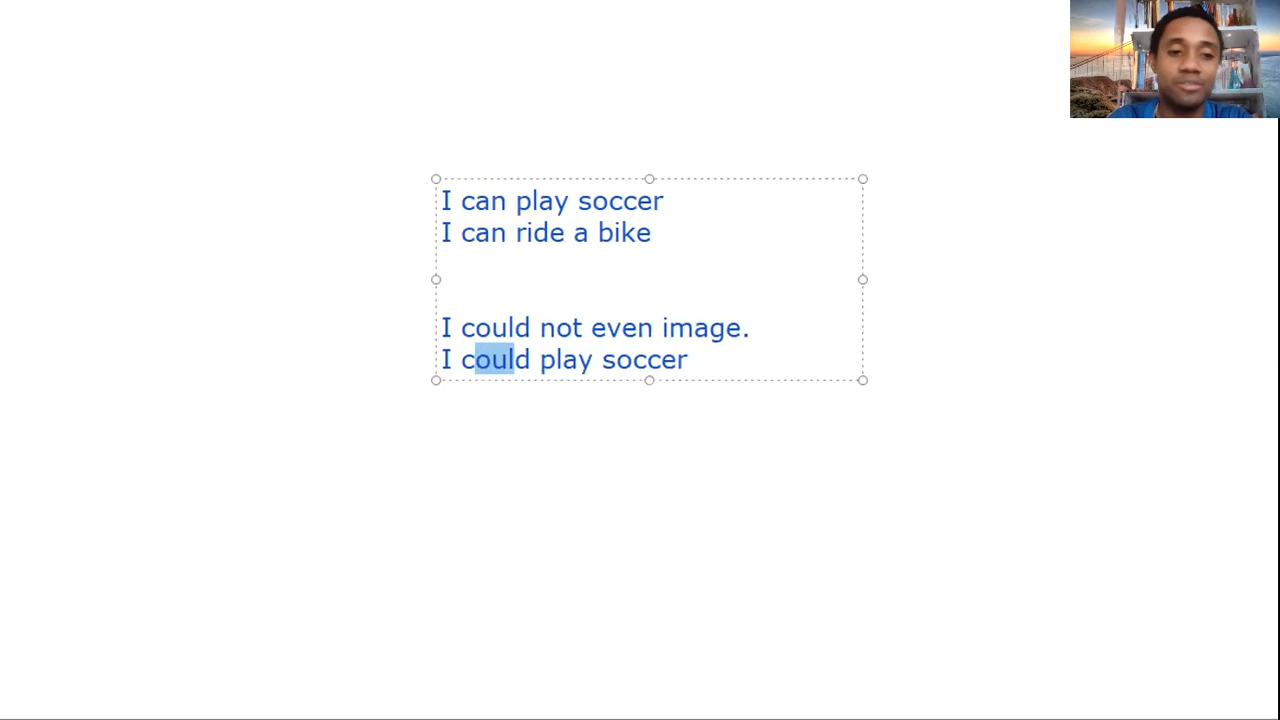 I can play soccer
I can ride a bike
I could not even image.
I could play soccer